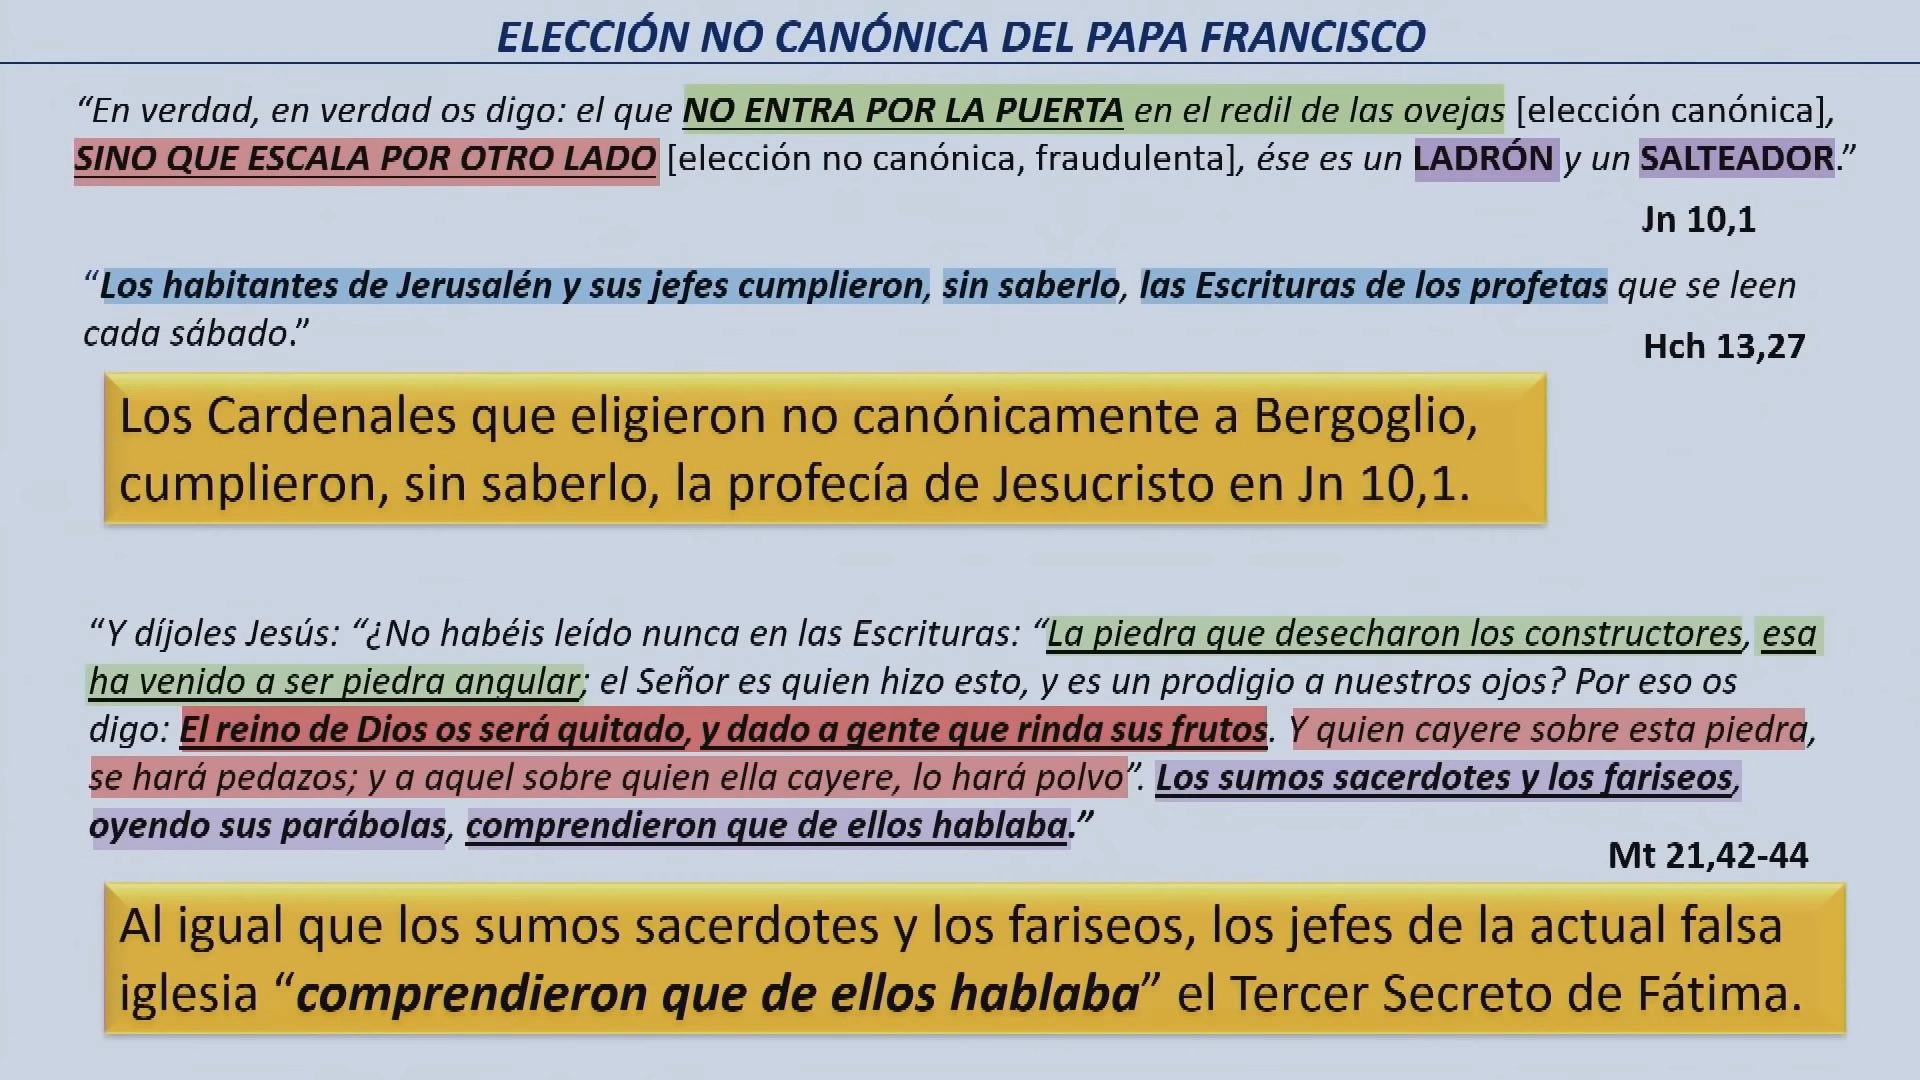 ELECCIÓN NO CANÓNICA DEL PAPA FRANCISCO
“En verdad, en verdad os digo: el que NO ENTRA POR LA PUERTA en el redil de las ovejas [elección canónica],
SINO QUE ESCALA POR OTRO LADO [elección no canónica, fraudulenta], ése es un LADRÓN y un SALTEADOR.”
Jn 10,1
“Los habitantes de Jerusalén y sus jefes cumplieron, sin saberlo, las Escrituras de los profetas que se leen
cada sábado.”
Hch 13,27
Los Cardenales que eligieron no canónicamente a Bergoglio,
cumplieron, sin saberlo, la profecía de Jesucristo en Jn 10,1.
“Y díjoles Jesús: “¿No habéis leído nunca en las Escrituras: “La piedra que desecharon los constructores, esa
ha venido a ser piedra angular; el Señor es quien hizo esto, y es un prodigio a nuestros ojos? Por eso os
digo: El reino de Dios os será quitado, y dado a gente que rinda sus frutos. Y quien cayere sobre esta piedra,
se hará pedazos; y a aquel sobre quien ella cayere, lo hará polvo”. Los sumos sacerdotes y los fariseos,
oyendo sus parábolas, comprendieron que de ellos hablaba.”
Mt 21,42-44
Al igual que los sumos sacerdotes y los fariseos, los jefes de la actual falsa
iglesia “comprendieron que de ellos hablaba” el Tercer Secreto de Fátima.